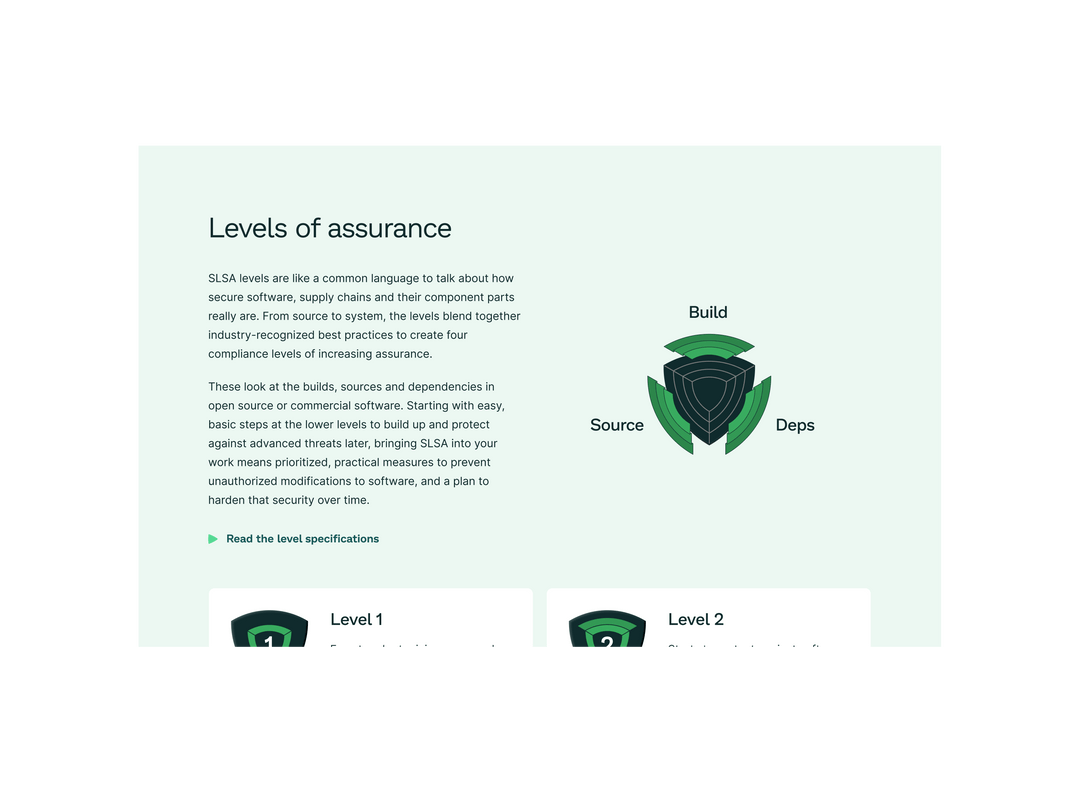 Levels of assurance
SLSA levels are like a common language to talk about how
secure software, supply chains and their component parts
really are. From source to system, the levels blend together
industry-recognized best practices to create four
compliance levels of increasing assurance.
These look at the builds, sources and dependencies in
open source or commercial software. Starting with easy,
basic steps at the lower levels to build up and protect
against advanced threats later, bringing SLSA into your
work means prioritized, practical measures to prevent
unauthorized modifications to software, and a plan to
harden that security over time.
Read the level specifications
Build
Source
Deps
1
Level 1
2
Level 2